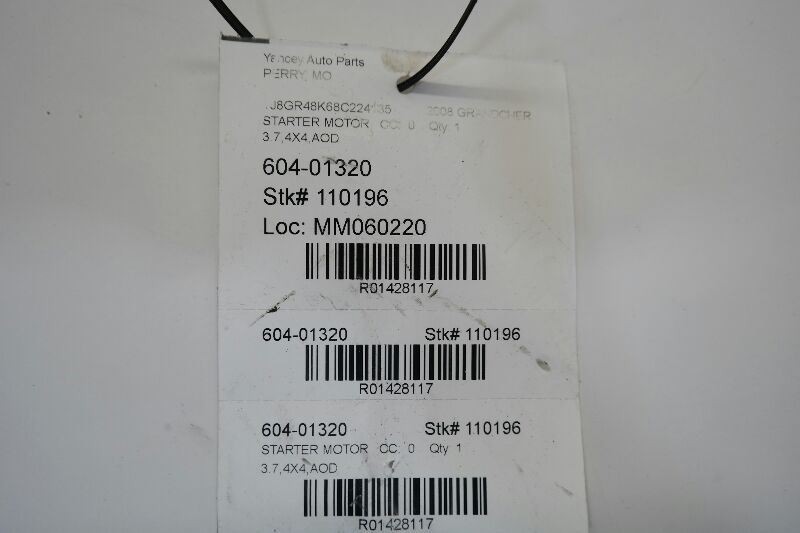 Yancey Auto Parts
PERRY, MO
2008 GRANDCHER
STARTER MOTOR CC: 0 Qty: 1
3.7,4X4,AOD
604-01320
Stk# 110196
Loc: MM060220
R01428117
604-01320 Stk# 110196
R01428117
604-01320 Stk# 110196
STARTER MOTOR CC: 0 Qty: 1
3.7,4X4,AOD
R01428117